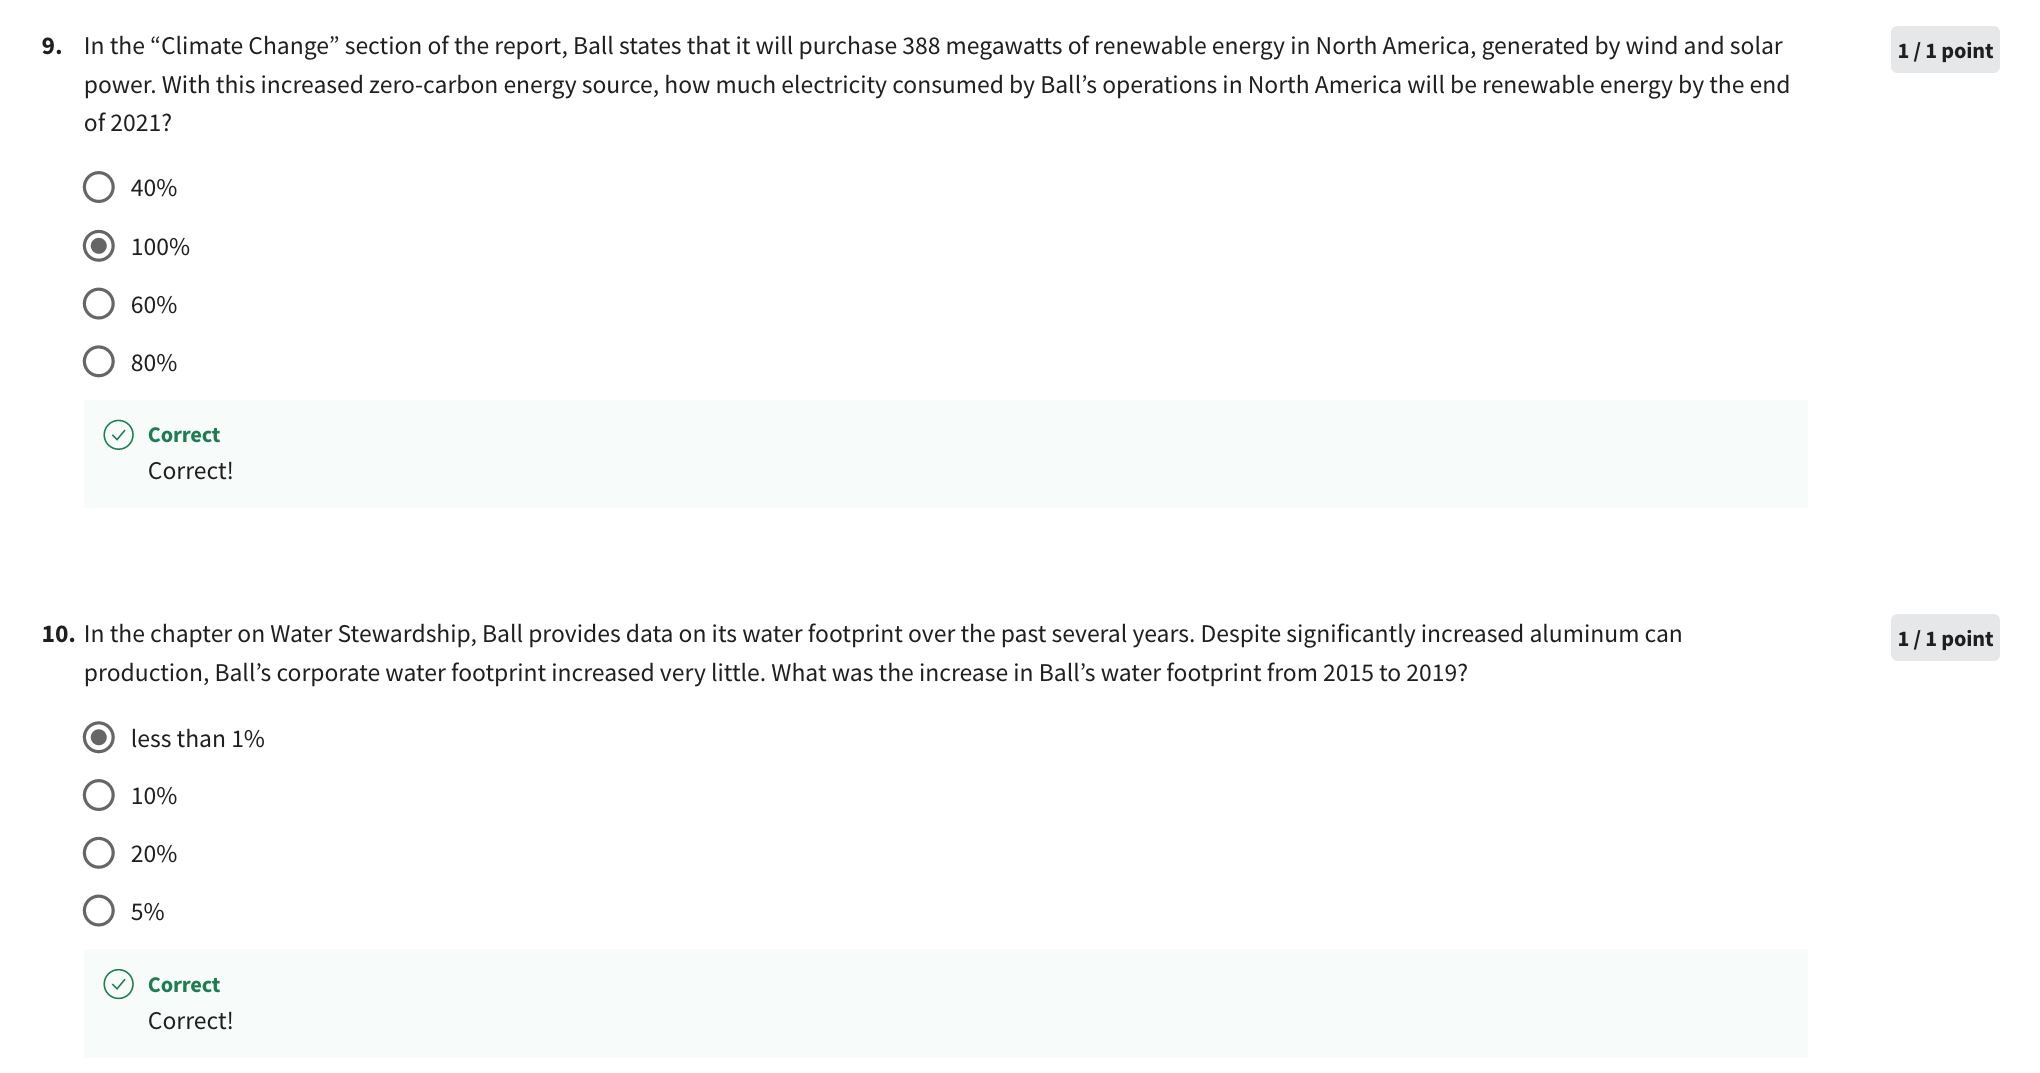 9. In the “Climate Change” section of the report, Ball states that it will purchase 388 megawatts of renewable energy in North America, generated by wind and solar
power. With this increased zero-carbon energy source, how much electricity consumed by Ball’s operations in North America will be renewable energy by the end
of 2021?
1 / 1 point
40%
100%
60%
80%
Correct
Correct!
10. In the chapter on Water Stewardship, Ball provides data on its water footprint over the past several years. Despite significantly increased aluminum can
production, Ball’s corporate water footprint increased very little. What was the increase in Ball’s water footprint from 2015 to 2019?
1 / 1 point
less than 1%
10%
20%
5%
Correct
Correct!